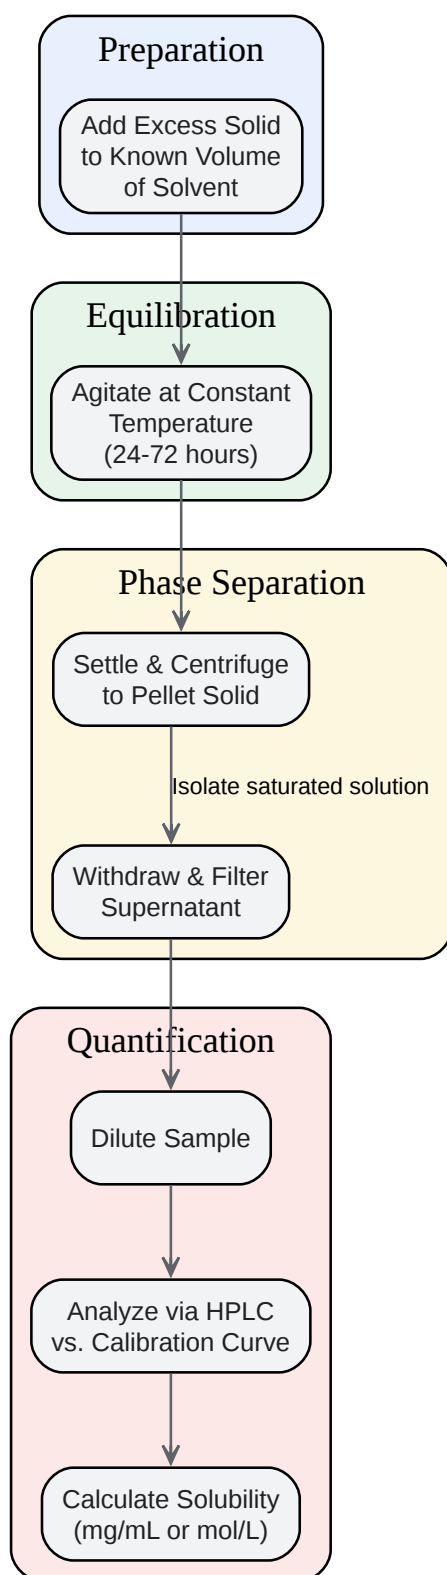 Preparation
Add Excess Solid
to Known Volume
of Solvent
Equilibration
Agitate at Constant
Temperature
(24-72 hours)
Phase Separation
Settle & Centrifuge
to Pellet Solid
Isolate saturated solution
Withdraw & Filter
Supernatant
Quantification
Dilute Sample
Analyze via HPLC
vs. Calibration Curve
Calculate Solubility
(mg/mL or mol/L)